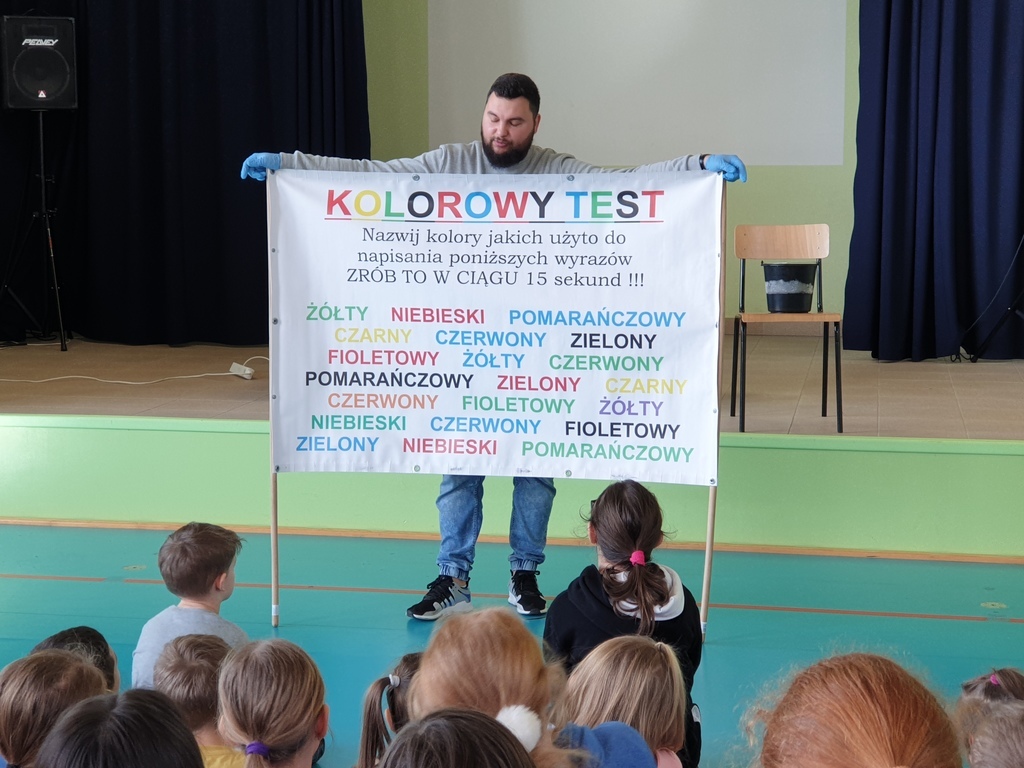 PEAVEY
KOLOROWY TEST
Nazwij kolory jakich użyto do
napisania poniższych wyrazów
ZRÓB TO W CIĄGU 15 sekund !!!
ŻÓŁTY NIEBIESKI POMARAŃCZOWY
CZARNY CZERWONY ZIELONY
FIOLETOWY ŻÓŁTY CZERWONY
POMARAŃCZOWY ZIELONY CZARNY
CZERWONY FIOLETOWY ŻÓŁTY
NIEBIESKI CZERWONY FIOLETOWY
ZIELONY NIEBIESKI POMARAŃCZOWY